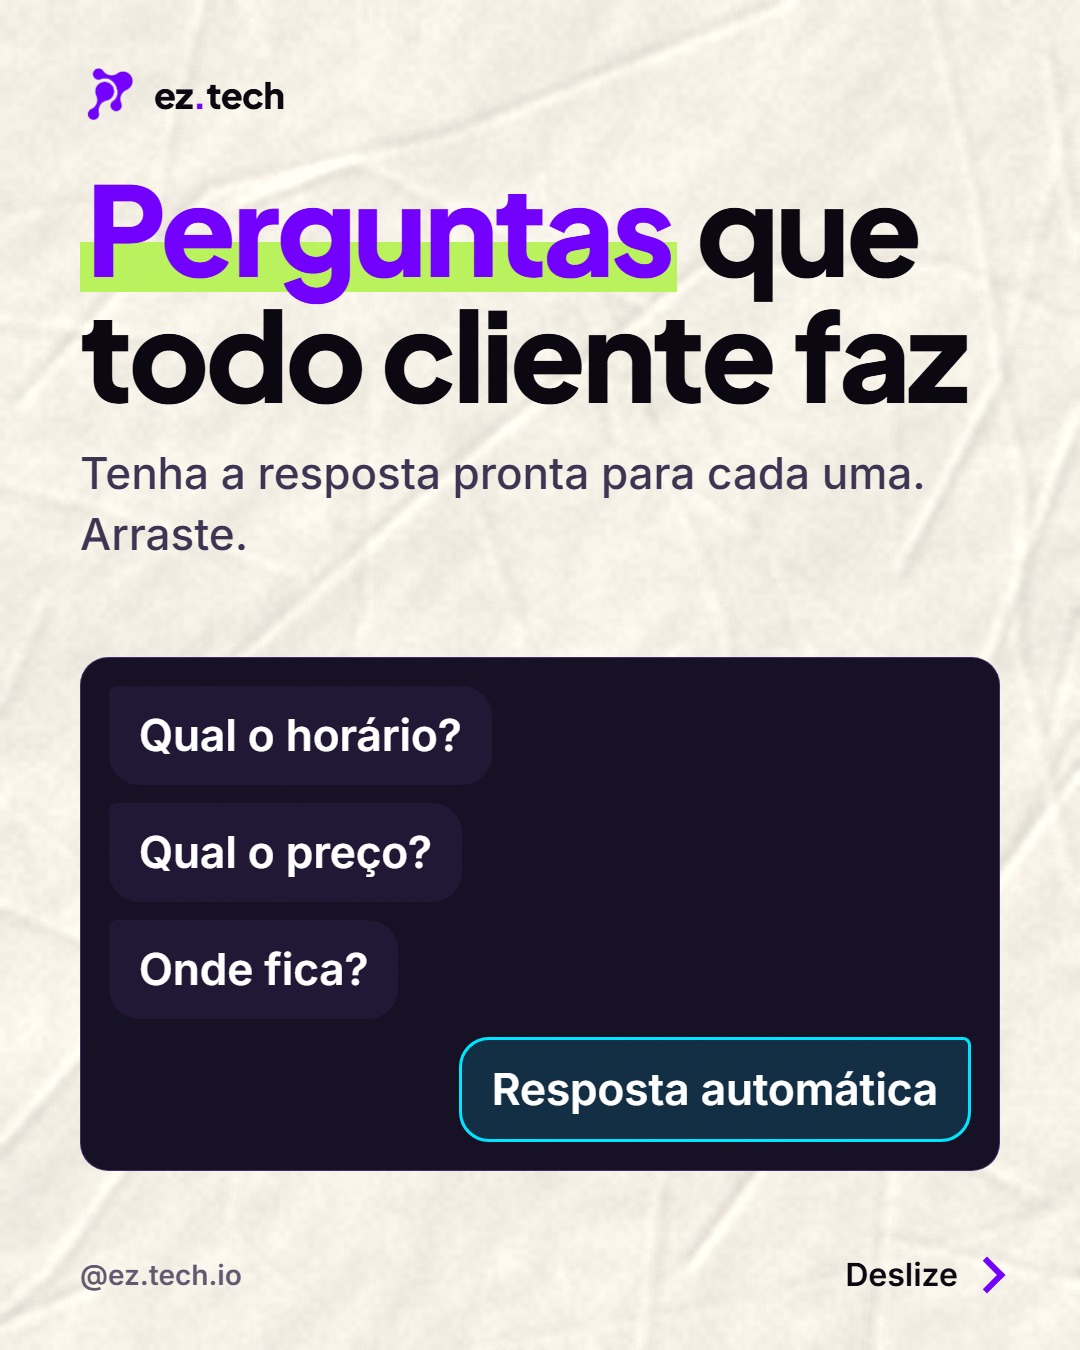 ez.tech
Perguntas que
todo cliente faz
Tenha a resposta pronta para cada uma.
Arraste.
Qual o horário?
Qual o preço?
Onde fica?
Resposta automática
@ez.tech.io
Deslize